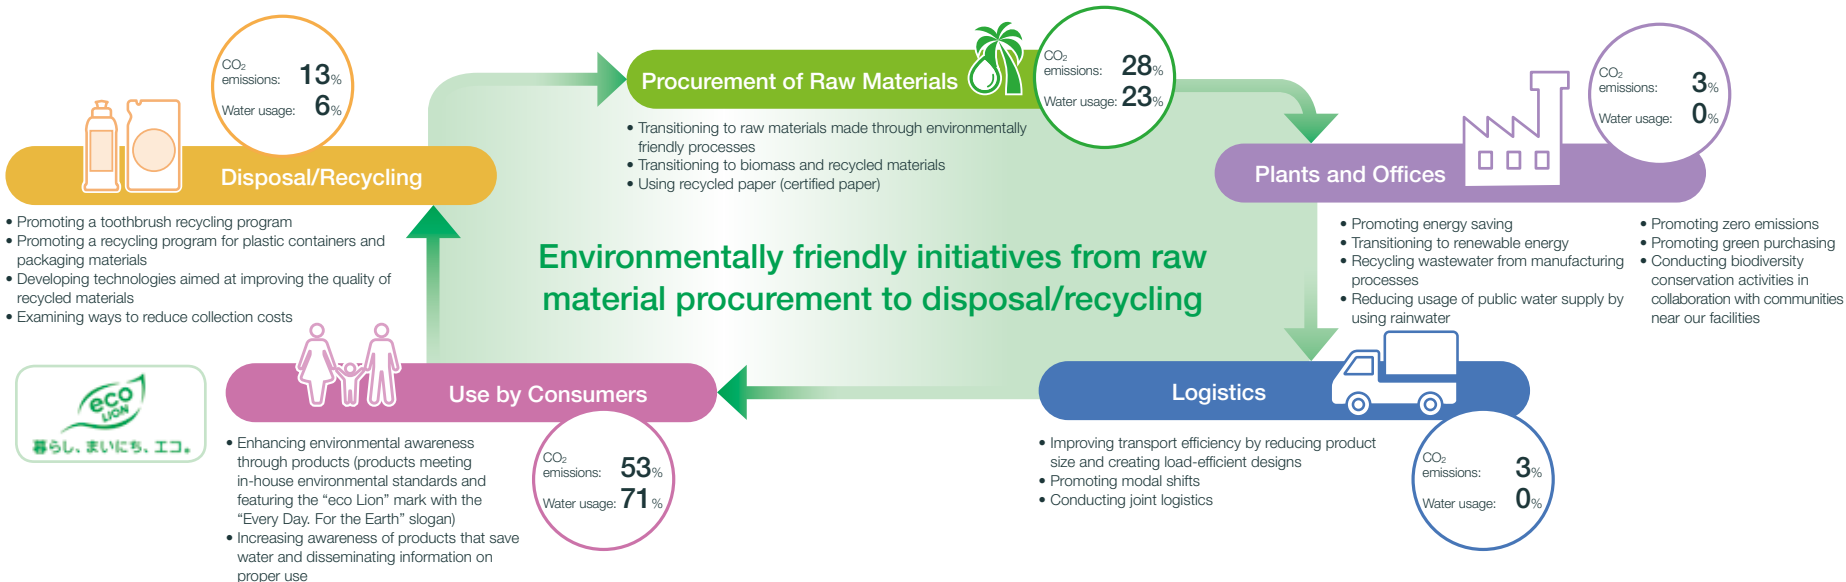 Procurement of Raw Materials
CO₂
emissions: 28%
Water usage: 23%
• Transitioning to raw materials made through environmentally
friendly processes
• Transitioning to biomass and recycled materials
• Using recycled paper (certified paper)
Plants and Offices
CO₂
emissions: 3%
Water usage: 0%
• Promoting energy saving
• Transitioning to renewable energy
• Recycling wastewater from manufacturing
processes
• Reducing usage of public water supply by
using rainwater
• Promoting zero emissions
• Promoting green purchasing
• Conducting biodiversity
conservation activities in
collaboration with communities
near our facilities
Logistics
CO₂
emissions: 3%
Water usage: 0%
• Improving transport efficiency by reducing product
size and creating load-efficient designs
• Promoting modal shifts
• Conducting joint logistics
Use by Consumers
CO₂
emissions: 53%
Water usage: 71%
• Enhancing environmental awareness
through products (products meeting
in-house environmental standards and
featuring the “eco Lion” mark with the
“Every Day. For the Earth” slogan)
• Increasing awareness of products that save
water and disseminating information on
proper use
Disposal/Recycling
CO₂
emissions: 13%
Water usage: 6%
• Promoting a toothbrush recycling program
• Promoting a recycling program for plastic containers and
packaging materials
• Developing technologies aimed at improving the quality of
recycled materials
• Examining ways to reduce collection costs
Environmentally friendly initiatives from raw
material procurement to disposal/recycling
eco
LION
暮らし、まいにち、エコ。